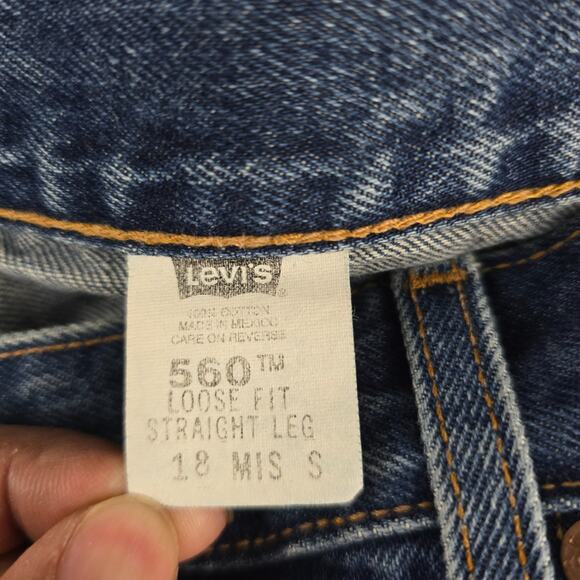 Levi's
100% COTTON
MADE IN MEXICO
CARE ON REVERSE
560™
LOOSE FIT
STRAIGHT LEG
18 MIS S